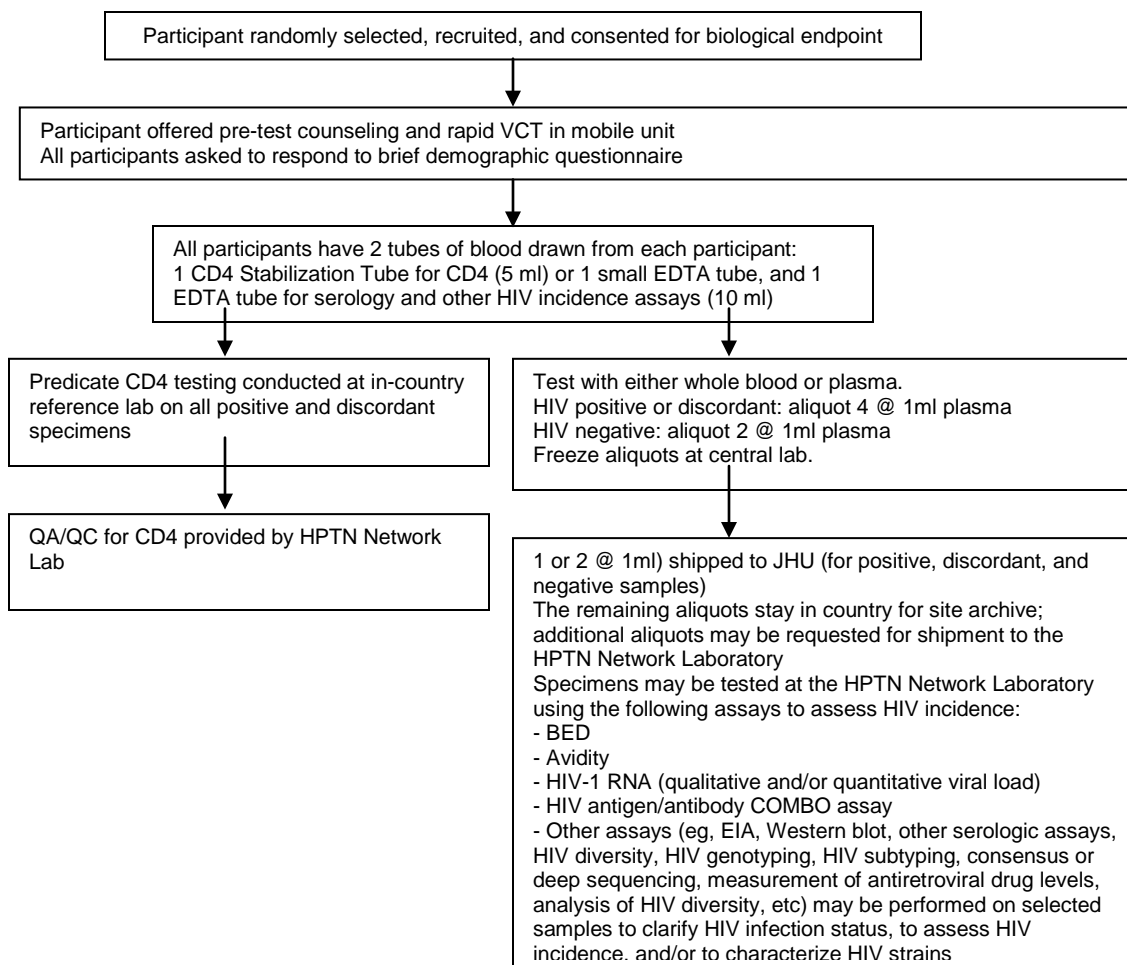 Participant randomly selected, recruited, and consented for biological endpoint
Participant offered pre-test counseling and rapid VCT in mobile unit
All participants asked to respond to brief demographic questionnaire
All participants have 2 tubes of blood drawn from each participant:
1 CD4 Stabilization Tube for CD4 (5 ml) or 1 small EDTA tube, and 1
EDTA tube for serology and other HIV incidence assays (10 ml)
Predicate CD4 testing conducted at in-country
reference lab on all positive and discordant
specimens
QA/QC for CD4 provided by HPTN Network
Lab
Test with either whole blood or plasma.
HIV positive or discordant: aliquot 4 @ 1ml plasma
HIV negative: aliquot 2 @ 1ml plasma
Freeze aliquots at central lab.
1 or 2 @ 1ml) shipped to JHU (for positive, discordant, and
negative samples)
The remaining aliquots stay in country for site archive;
additional aliquots may be requested for shipment to the
HPTN Network Laboratory
Specimens may be tested at the HPTN Network Laboratory
using the following assays to assess HIV incidence:
- BED
- Avidity
- HIV-1 RNA (qualitative and/or quantitative viral load)
- HIV antigen/antibody COMBO assay
- Other assays (eg, EIA, Western blot, other serologic assays,
HIV diversity, HIV genotyping, HIV subtyping, consensus or
deep sequencing, measurement of antiretroviral drug levels,
analysis of HIV diversity, etc) may be performed on selected
samples to clarify HIV infection status, to assess HIV
incidence, and/or to characterize HIV strains